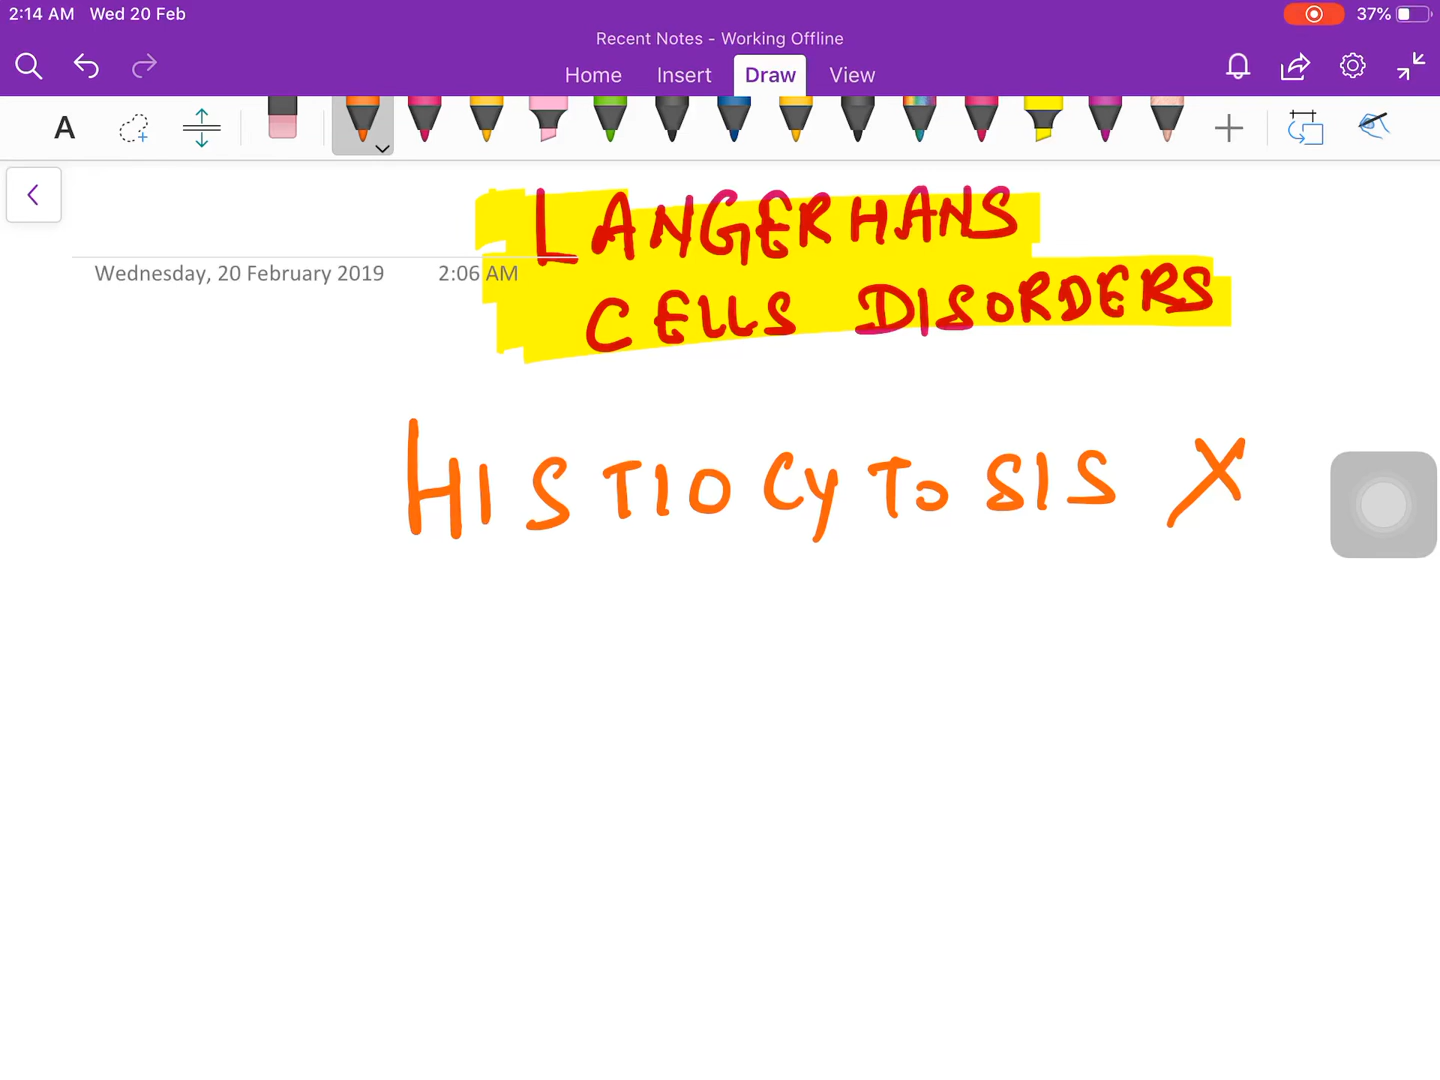 2:14 AM Wed 20 Feb 37%
Recent Notes - Working Offline
Home Insert Draw View
A
LANGERHANS
Wednesday, 20 February 2019 2:06 AM
CELLS DISORDERS
HISTIOCYTOSIS X